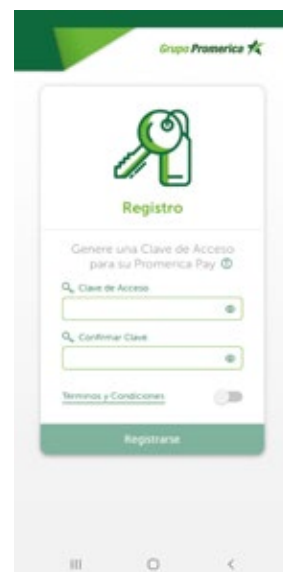 Grupo Promerica
Registro
Genere una Clave de Acceso
para su Promerica Pay
Clave de Acceso
Confirmar Clave
Términos y Condiciones
Registrarse